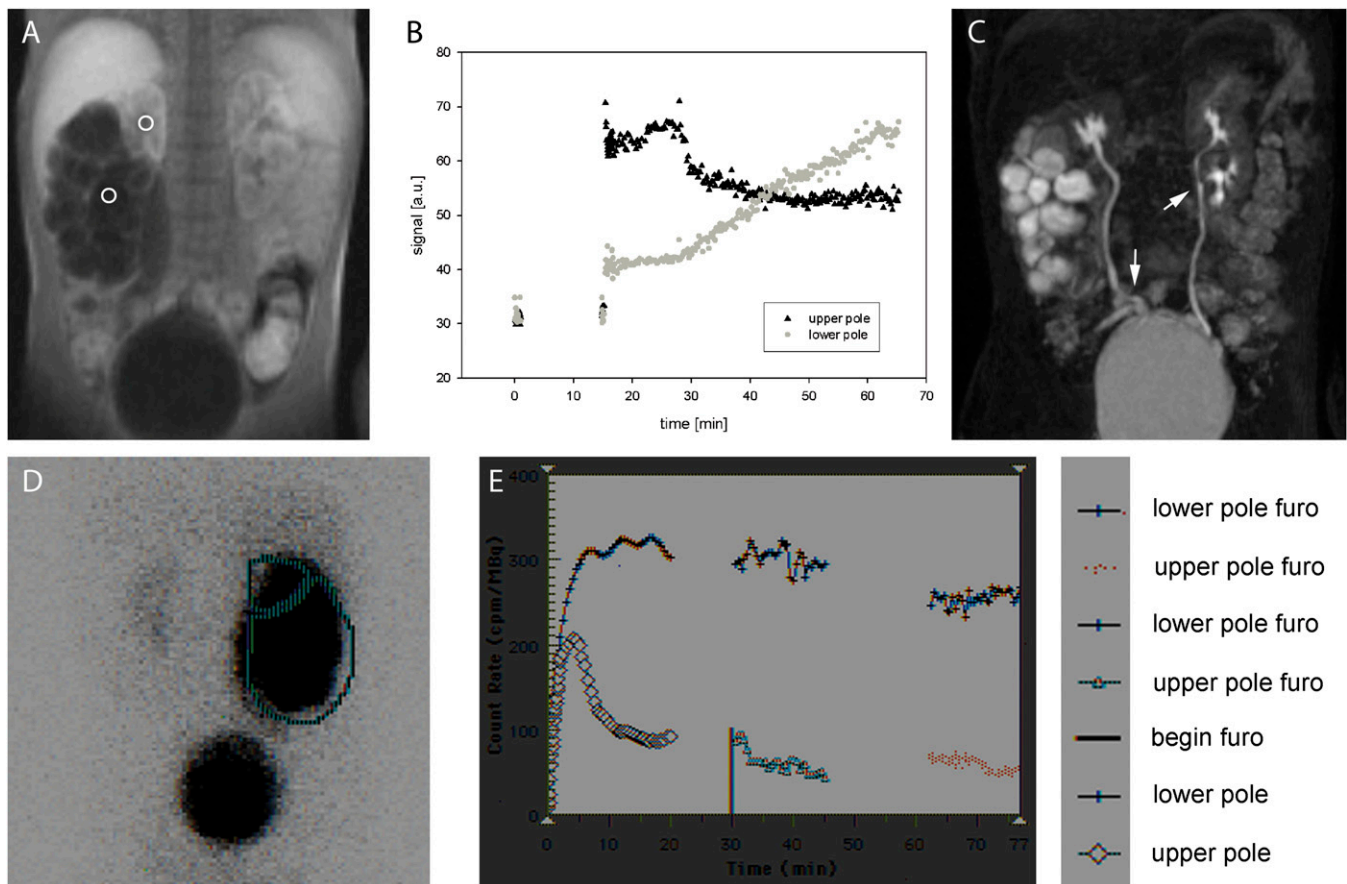 A
B
80
70
60
50
40
30
20
signal [a.u.]
upper pole
lower pole
0 10 20 30 40 50 60 70
time [min]
C
D
E
400
300
200
100
0
Count Rate (cpm/MBq)
0 10 20 30 40 50 60 77
Time (min)
lower pole furo
upper pole furo
lower pole furo
upper pole furo
begin furo
lower pole
upper pole